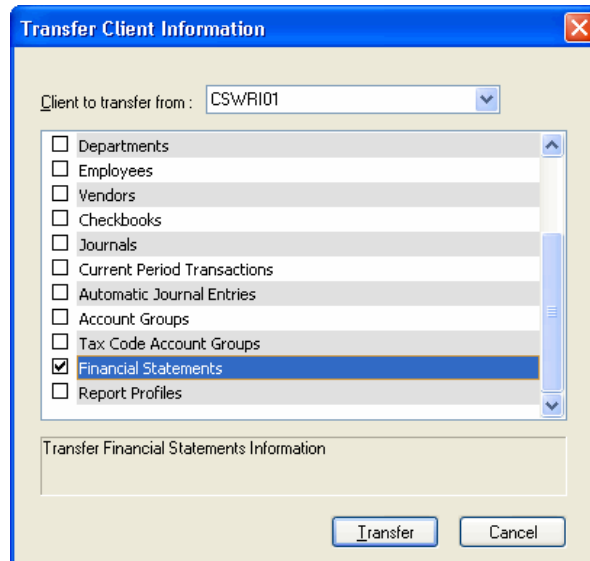 Transfer Client Information
Client to transfer from : CSWRI01
Departments
Employees
Vendors
Checkbooks
Journals
Current Period Transactions
Automatic Journal Entries
Account Groups
Tax Code Account Groups
Financial Statements
Report Profiles
Transfer Financial Statements Information
Transfer Cancel